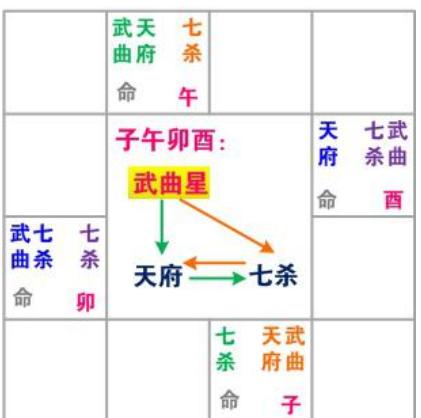 武天 七
曲府 杀
命 午
子午卯酉：
武曲星
天府 七杀
天 七武
府 杀曲
命 酉
武七 七
曲杀 杀
命 卯
七 天武
杀 府曲
命 子